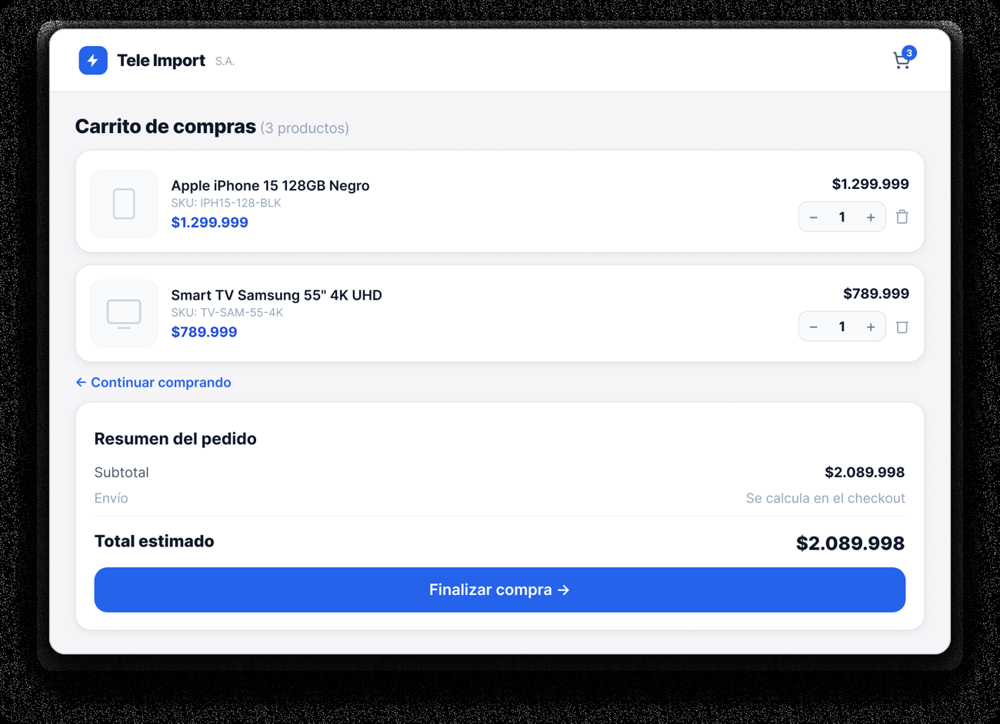 Tele Import S.A.
3
Carrito de compras (3 productos)
Apple iPhone 15 128GB Negro
SKU: IPH15-128-BLK
$1.299.999
$1.299.999
− 1 +
Smart TV Samsung 55" 4K UHD
SKU: TV-SAM-55-4K
$789.999
$789.999
− 1 +
← Continuar comprando
Resumen del pedido
Subtotal $2.089.998
Envío Se calcula en el checkout
Total estimado $2.089.998
Finalizar compra →